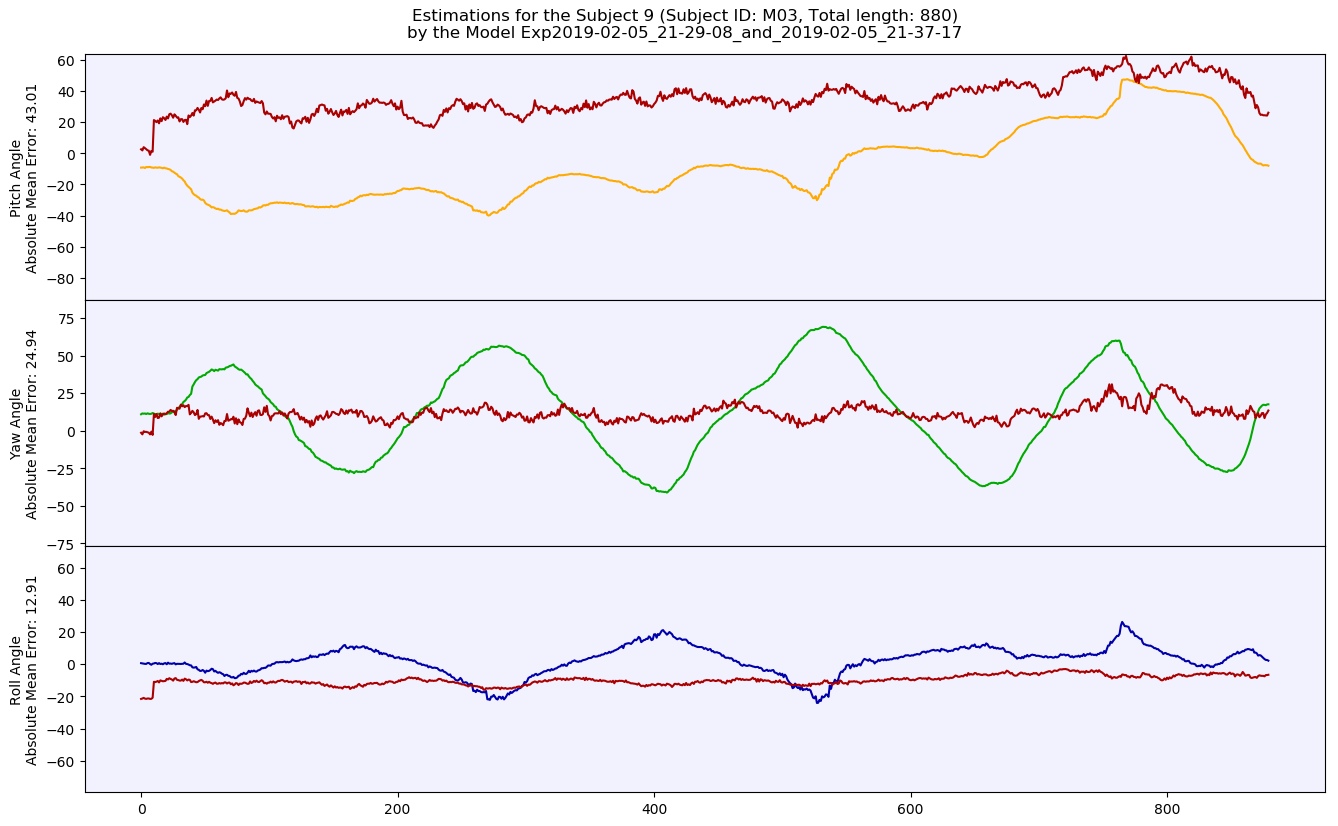 Estimations for the Subject 9 (Subject ID: M03, Total length: 880)
by the Model Exp2019-02-05_21-29-08_and_2019-02-05_21-37-17
Pitch Angle
Absolute Mean Error: 43.01
60
40
20
0
−20
−40
−60
−80
Yaw Angle
Absolute Mean Error: 24.94
75
50
25
0
−25
−50
−75
Roll Angle
Absolute Mean Error: 12.91
60
40
20
0
−20
−40
−60
0 200 400 600 800